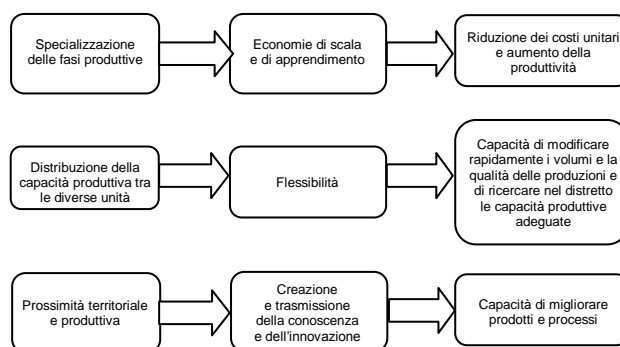 Specializzazione
delle fasi produttive
Economie di scala
e di apprendimento
Riduzione dei costi unitari
e aumento della
produttività
Distribuzione della
capacità produttiva tra
le diverse unità
Flessibilità
Capacità di modificare
rapidamente i volumi e la
qualità delle produzioni e
di ricercare nel distretto
le capacità produttive
adeguate
Prossimità territoriale
e produttiva
Creazione
e trasmissione
della conoscenza
e dell'innovazione
Capacità di migliorare
prodotti e processi